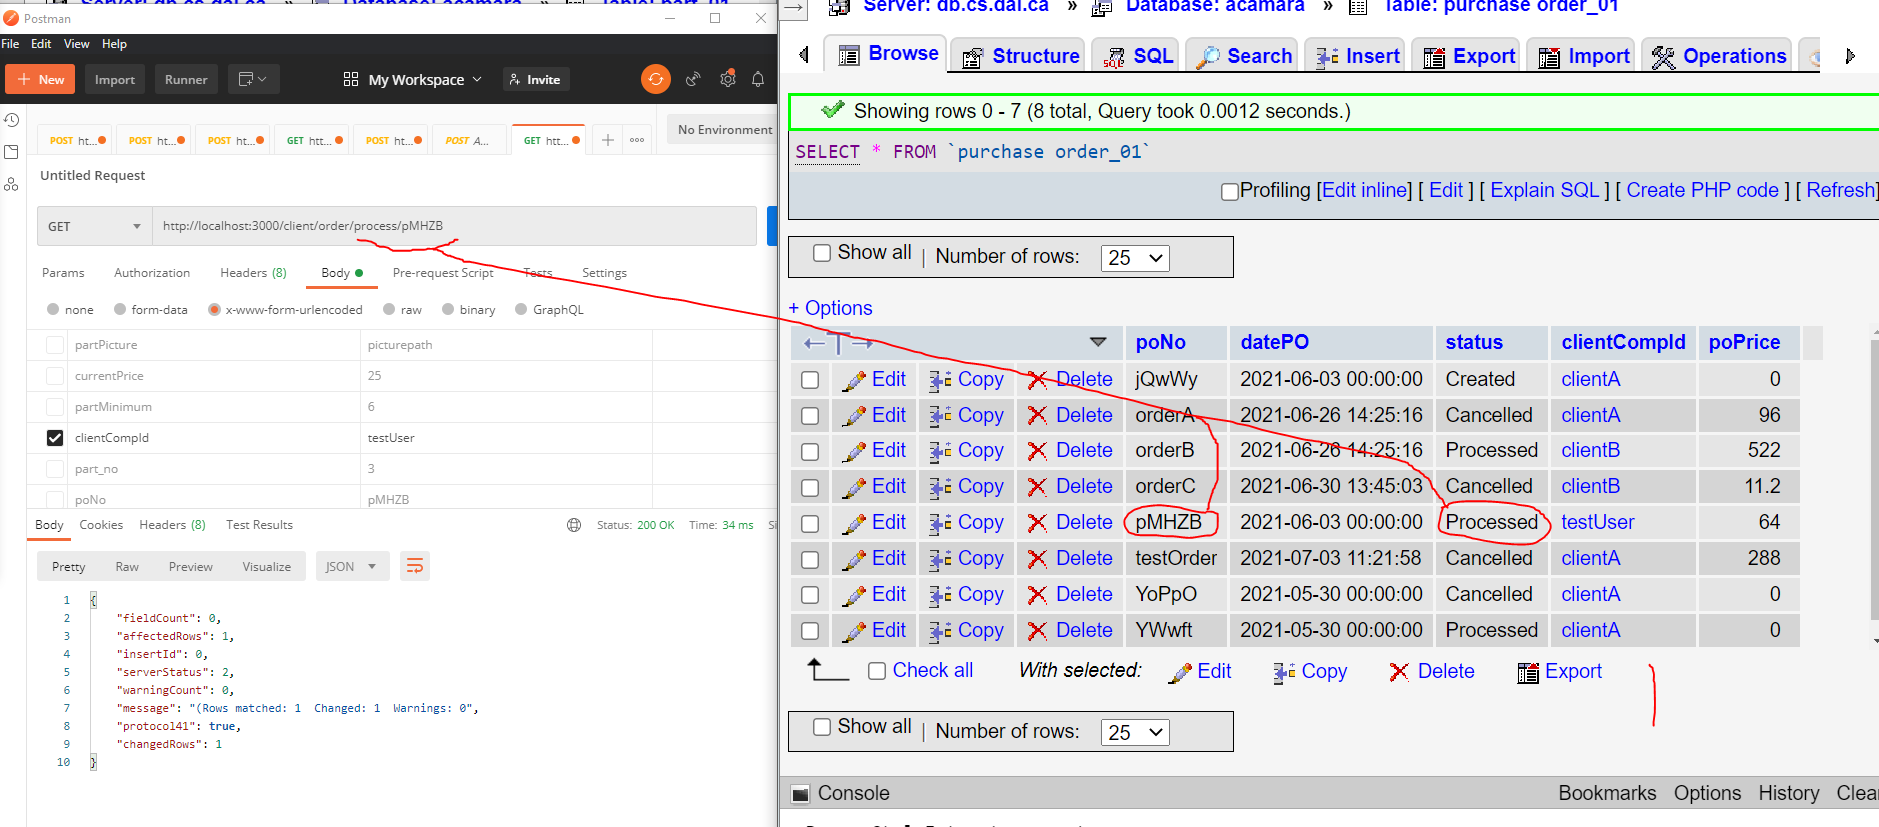 Postman
File Edit View Help
+ New Import Runner My Workspace Invite
POST ht... POST ht... POST ht... GET htt... POST ht... POST A... GET htt... + ooo No Environment
Untitled Request
GET http://localhost:3000/client/order/process/pMHZB
Params Authorization Headers (8) Body Pre-request Script Tests Settings
none form-data x-www-form-urlencoded raw binary GraphQL
partPicture picturepath
currentPrice 25
partMinimum 6
clientCompId testUser
part_no 3
poNo pMHZB
Body Cookies Headers (8) Test Results Status: 200 OK Time: 34 ms
Pretty Raw Preview Visualize JSON
1 {
2 "fieldCount": 0,
3 "affectedRows": 1,
4 "insertId": 0,
5 "serverStatus": 2,
6 "warningCount": 0,
7 "message": "(Rows matched: 1  Changed: 1  Warnings: 0",
8 "protocol41": true,
9 "changedRows": 1
10 }
Server: db.cs.dal.ca » Database: acamara » Table: purchase order_01
Browse Structure SQL Search Insert Export Import Operations
Showing rows 0 - 7 (8 total, Query took 0.0012 seconds.)
SELECT * FROM `purchase order_01`
Profiling [Edit inline] [ Edit ] [ Explain SQL ] [ Create PHP code ] [ Refresh]
Show all | Number of rows: 25
+ Options
←T→ poNo datePO status clientCompId poPrice
Edit Copy Delete jQwWy 2021-06-03 00:00:00 Created clientA 0
Edit Copy Delete orderA 2021-06-26 14:25:16 Cancelled clientA 96
Edit Copy Delete orderB 2021-06-26 14:25:16 Processed clientB 522
Edit Copy Delete orderC 2021-06-30 13:45:03 Cancelled clientB 11.2
Edit Copy Delete pMHZB 2021-06-03 00:00:00 Processed testUser 64
Edit Copy Delete testOrder 2021-07-03 11:21:58 Cancelled clientA 288
Edit Copy Delete YoPpO 2021-05-30 00:00:00 Cancelled clientA 0
Edit Copy Delete YWwft 2021-05-30 00:00:00 Processed clientA 0
Check all With selected: Edit Copy Delete Export
Show all | Number of rows: 25
Console Bookmarks Options History Clea